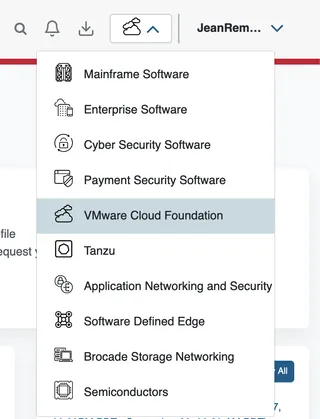 JeanRem...
Mainframe Software
Enterprise Software
Cyber Security Software
Payment Security Software
VMware Cloud Foundation
file
equest
Tanzu
Application Networking and Security
Software Defined Edge
Brocade Storage Networking
All
Semiconductors
7,